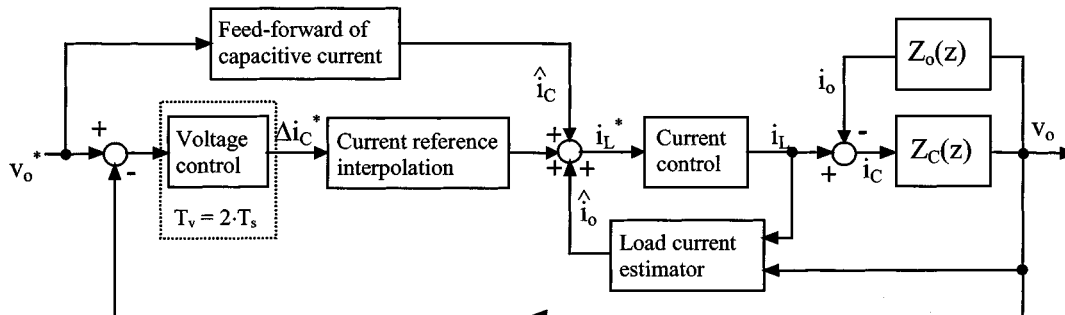 Feed-forward of
capacitive current
Z_o(z)
i_o
î_C
v_o*
+
-
Voltage
control
Δi_C*
Current reference
interpolation
+
+
+
i_L*
Current
control
i_L
+
-
i_C
Z_C(z)
v_o
T_v = 2·T_s
î_o
Load current
estimator